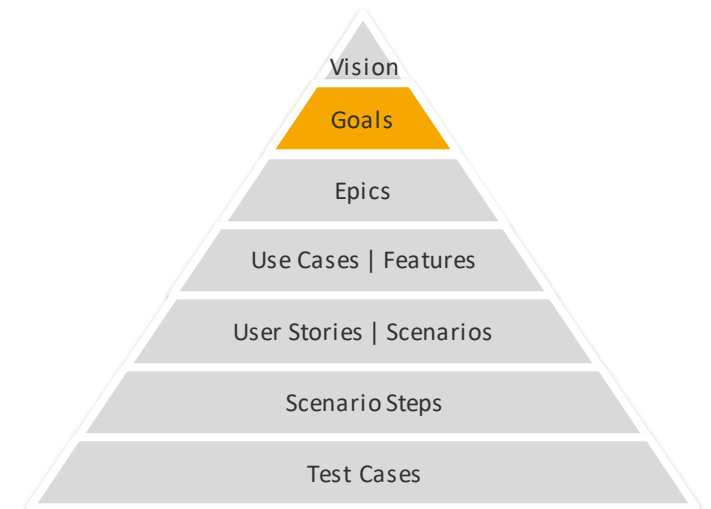 Vision
Goals
Epics
Use Cases | Features
User Stories | Scenarios
Scenario Steps
Test Cases